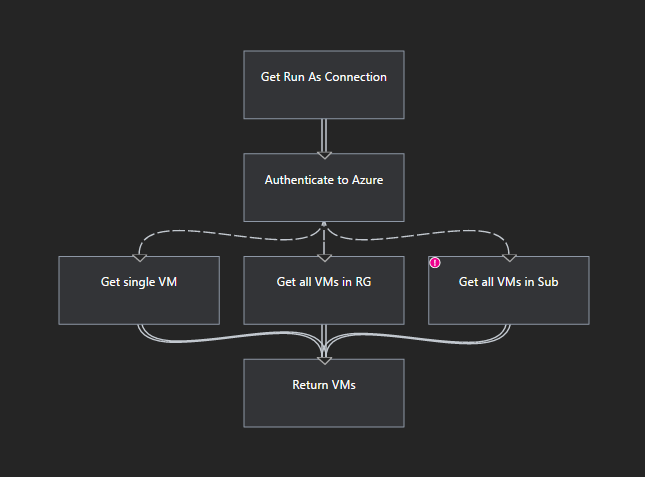 Get Run As Connection
Authenticate to Azure
Get single VM
Get all VMs in RG
!
Get all VMs in Sub
Return VMs